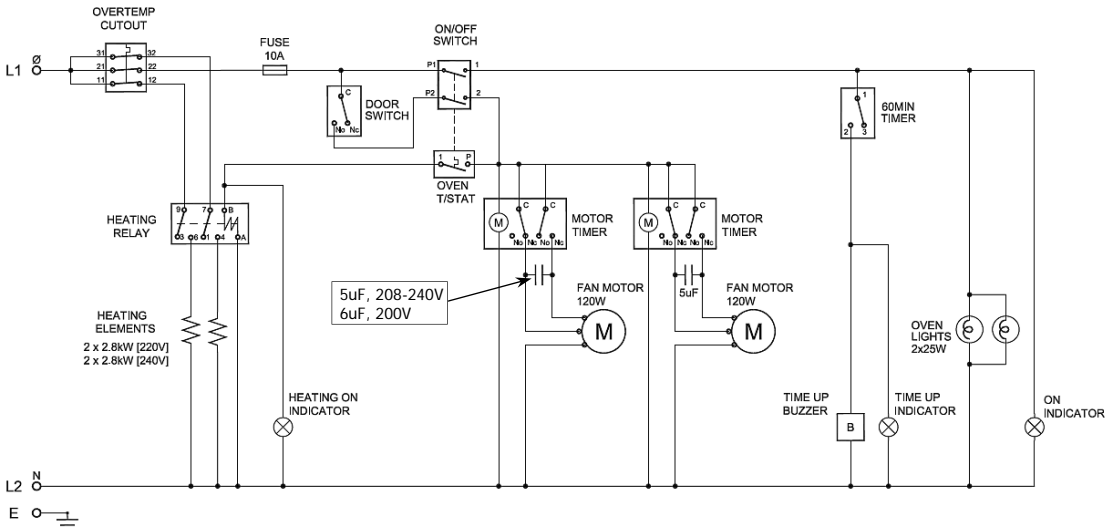 OVERTEMP
CUTOUT
31 32
21 22
11 12
L1 Ø
FUSE
10A
ON/OFF
SWITCH
P1 1
P2 2
C
No Nc
DOOR
SWITCH
1 P
OVEN
T/STAT
1
2 3
60MIN
TIMER
HEATING
RELAY
9 7 B
3 6 1 4 A
M
C C
No Nc No Nc
MOTOR
TIMER
M
C C
No Nc No Nc
MOTOR
TIMER
5uF, 208-240V
6uF, 200V
FAN MOTOR
120W
M
5uF
FAN MOTOR
120W
M
HEATING
ELEMENTS
2 x 2.8kW [220V]
2 x 2.8kW [240V]
OVEN
LIGHTS
2x25W
HEATING ON
INDICATOR
TIME UP
BUZZER
B
TIME UP
INDICATOR
ON
INDICATOR
L2 N
E